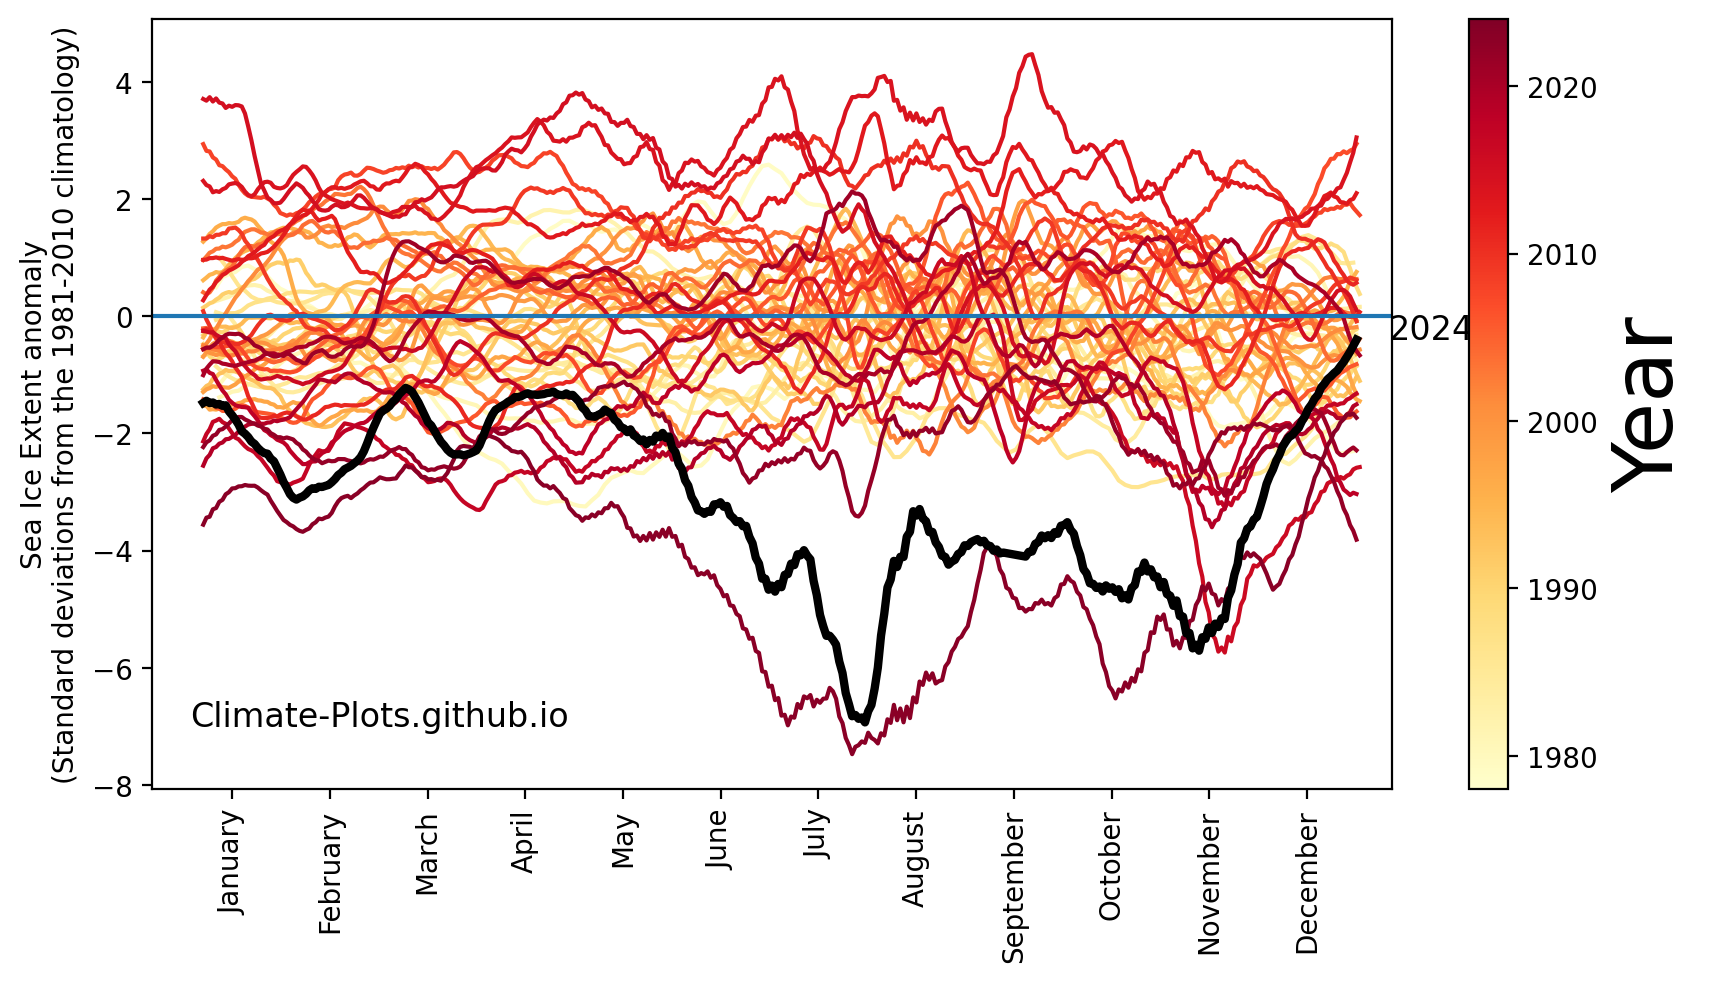 Sea Ice Extent anomaly
(Standard deviations from the 1981-2010 climatology)
4
2
0
−2
−4
−6
−8
Climate-Plots.github.io
2024
January
February
March
April
May
June
July
August
September
October
November
December
2020
2010
2000
1990
1980
Year